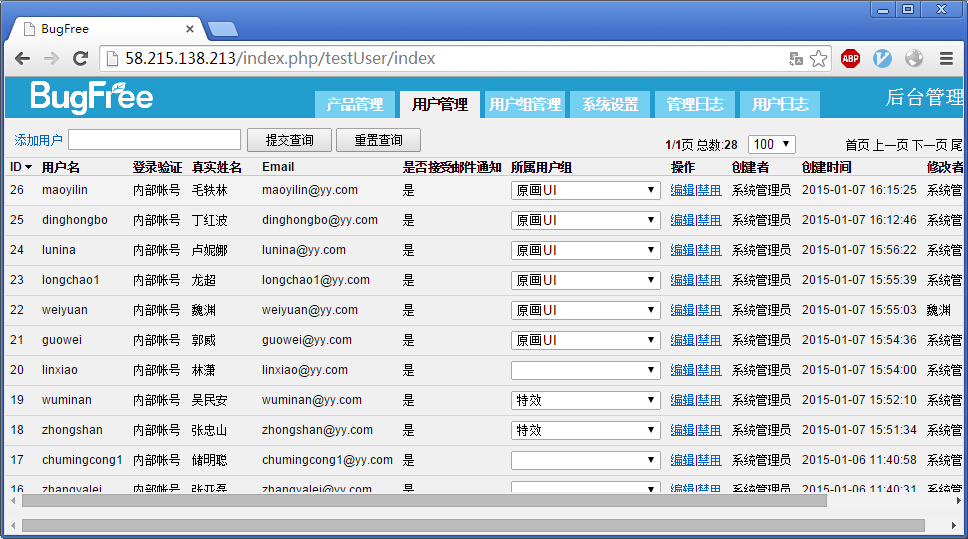 BugFree
58.215.138.213/index.php/testUser/index
ABP
BugFree 产品管理 用户管理 用户组管理 系统设置 管理日志 用户日志 后台管理
添加用户 提交查询 重置查询 1/1页 总数:28 100 首页 上一页 下一页 尾
ID 用户名 登录验证 真实姓名 Email 是否接受邮件通知 所属用户组 操作 创建者 创建时间 修改者
26 maoyilin 内部帐号 毛轶林 maoyilin@yy.com 是 原画UI 编辑|禁用 系统管理员 2015-01-07 16:15:25 系统管
25 dinghongbo 内部帐号 丁红波 dinghongbo@yy.com 是 原画UI 编辑|禁用 系统管理员 2015-01-07 16:12:46 系统管
24 lunina 内部帐号 卢妮娜 lunina@yy.com 是 原画UI 编辑|禁用 系统管理员 2015-01-07 15:56:22 系统管
23 longchao1 内部帐号 龙超 longchao1@yy.com 是 原画UI 编辑|禁用 系统管理员 2015-01-07 15:55:39 系统管
22 weiyuan 内部帐号 魏渊 weiyuan@yy.com 是 原画UI 编辑|禁用 系统管理员 2015-01-07 15:55:03 魏渊
21 guowei 内部帐号 郭威 guowei@yy.com 是 原画UI 编辑|禁用 系统管理员 2015-01-07 15:54:36 系统管
20 linxiao 内部帐号 林潇 linxiao@yy.com 是 编辑|禁用 系统管理员 2015-01-07 15:54:00 系统管
19 wuminan 内部帐号 吴民安 wuminan@yy.com 是 特效 编辑|禁用 系统管理员 2015-01-07 15:52:10 系统管
18 zhongshan 内部帐号 张忠山 zhongshan@yy.com 是 特效 编辑|禁用 系统管理员 2015-01-07 15:51:34 系统管
17 chumingcong1 内部帐号 储明聪 chumingcong1@yy.com 是 编辑|禁用 系统管理员 2015-01-06 11:40:58 系统管
16 zhangyalei 内部帐号 张亚磊 zhangyalei@yy.com 是 编辑|禁用 系统管理员 2015-01-06 11:40:31 系统管